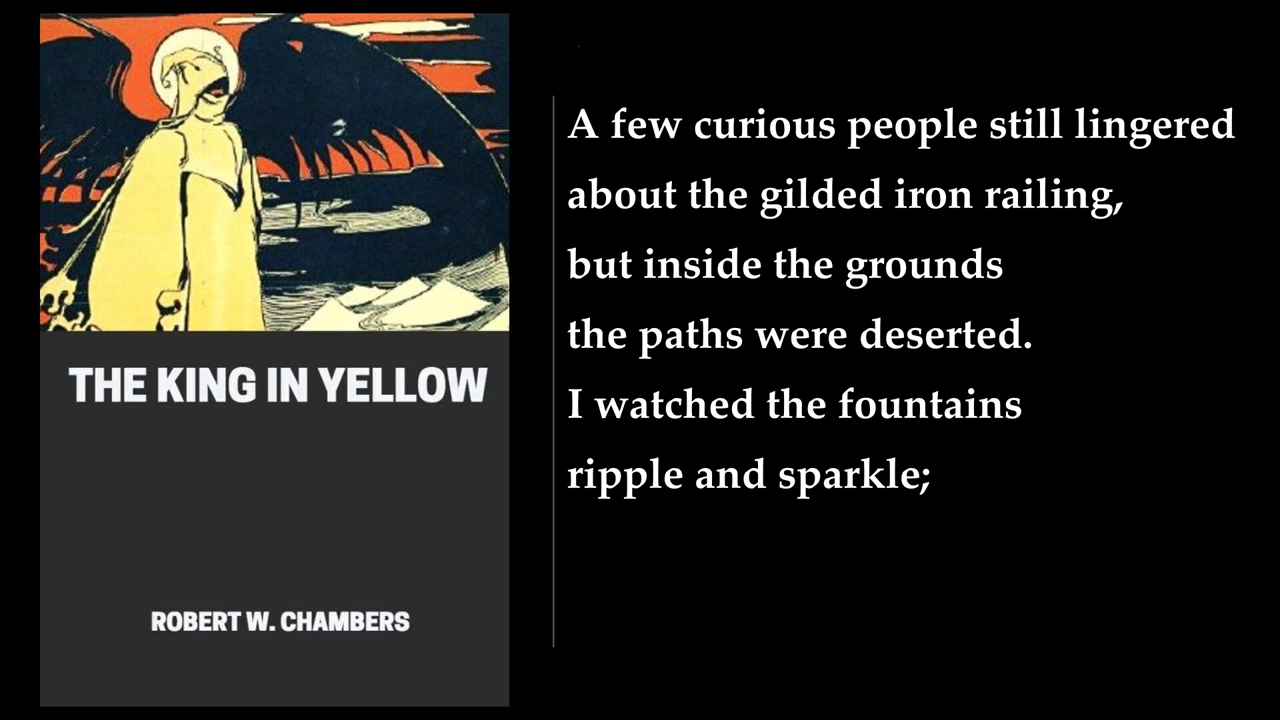 THE KING IN YELLOW
ROBERT W. CHAMBERS
A few curious people still lingered
about the gilded iron railing,
but inside the grounds
the paths were deserted.
I watched the fountains
ripple and sparkle;